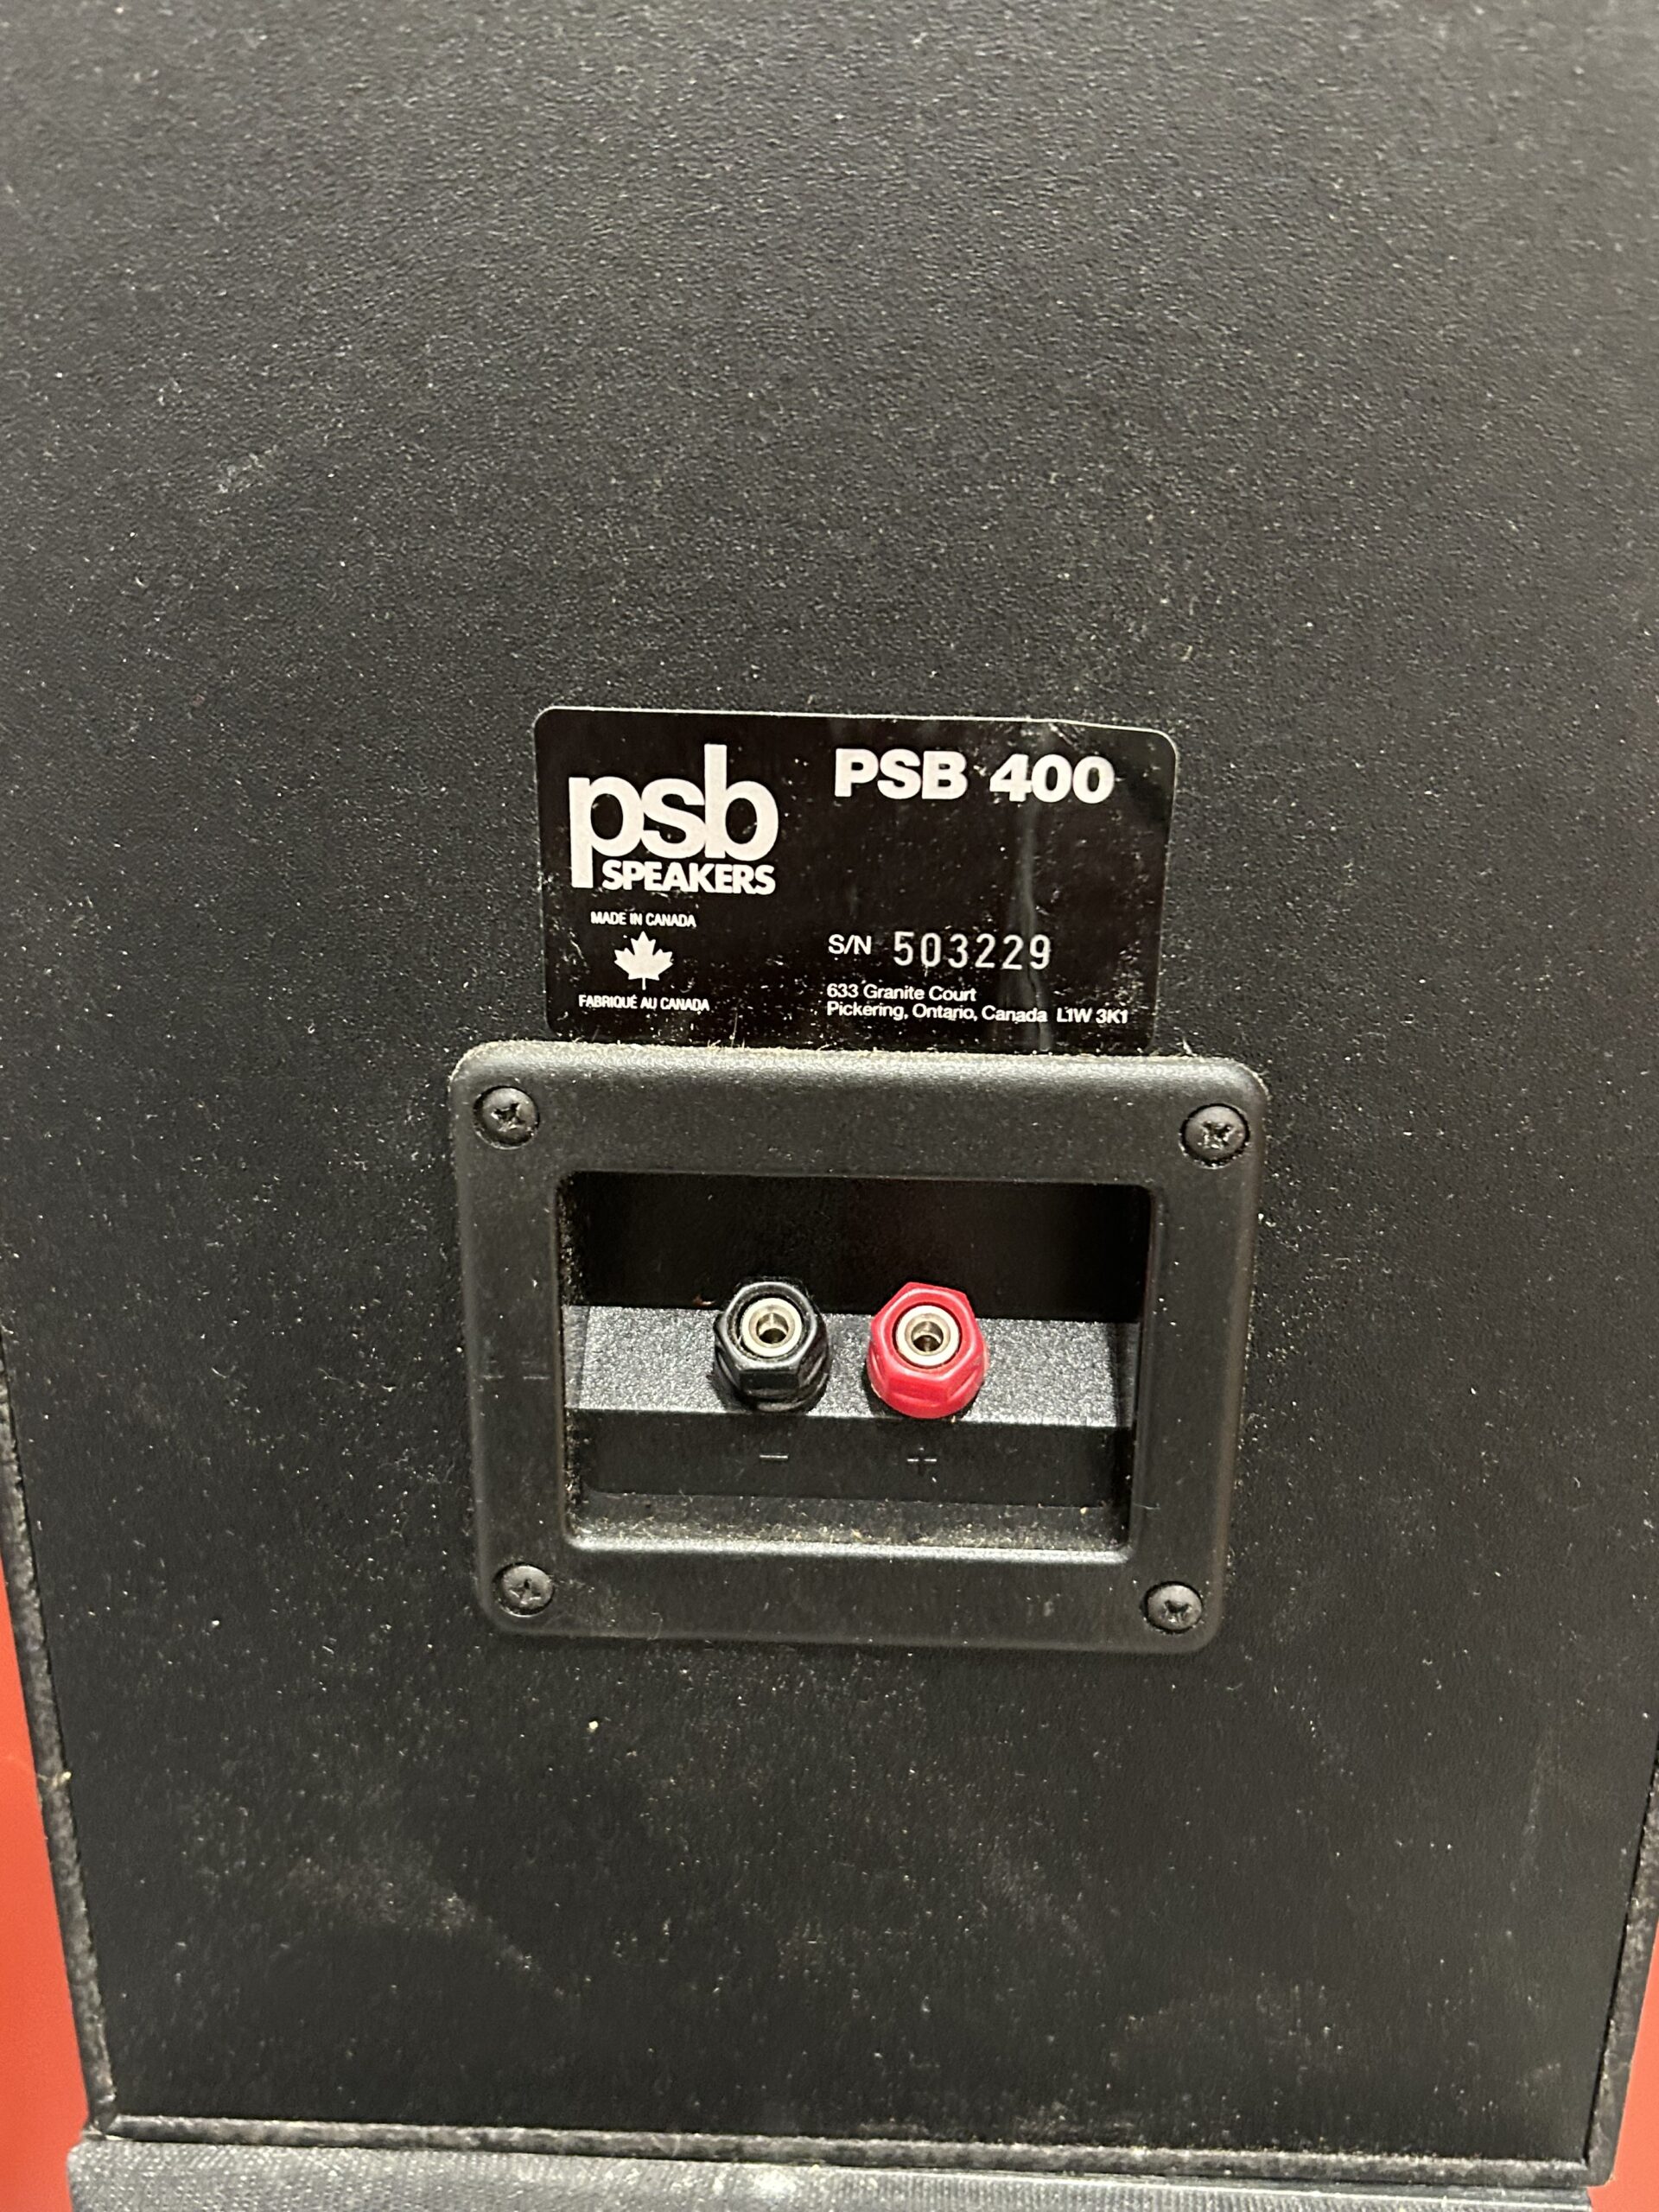 psb
SPEAKERS
MADE IN CANADA
FABRIQUÉ AU CANADA
PSB 400
S/N 503229
633 Granite Court
Pickering, Ontario, Canada L1W 3K1
− +